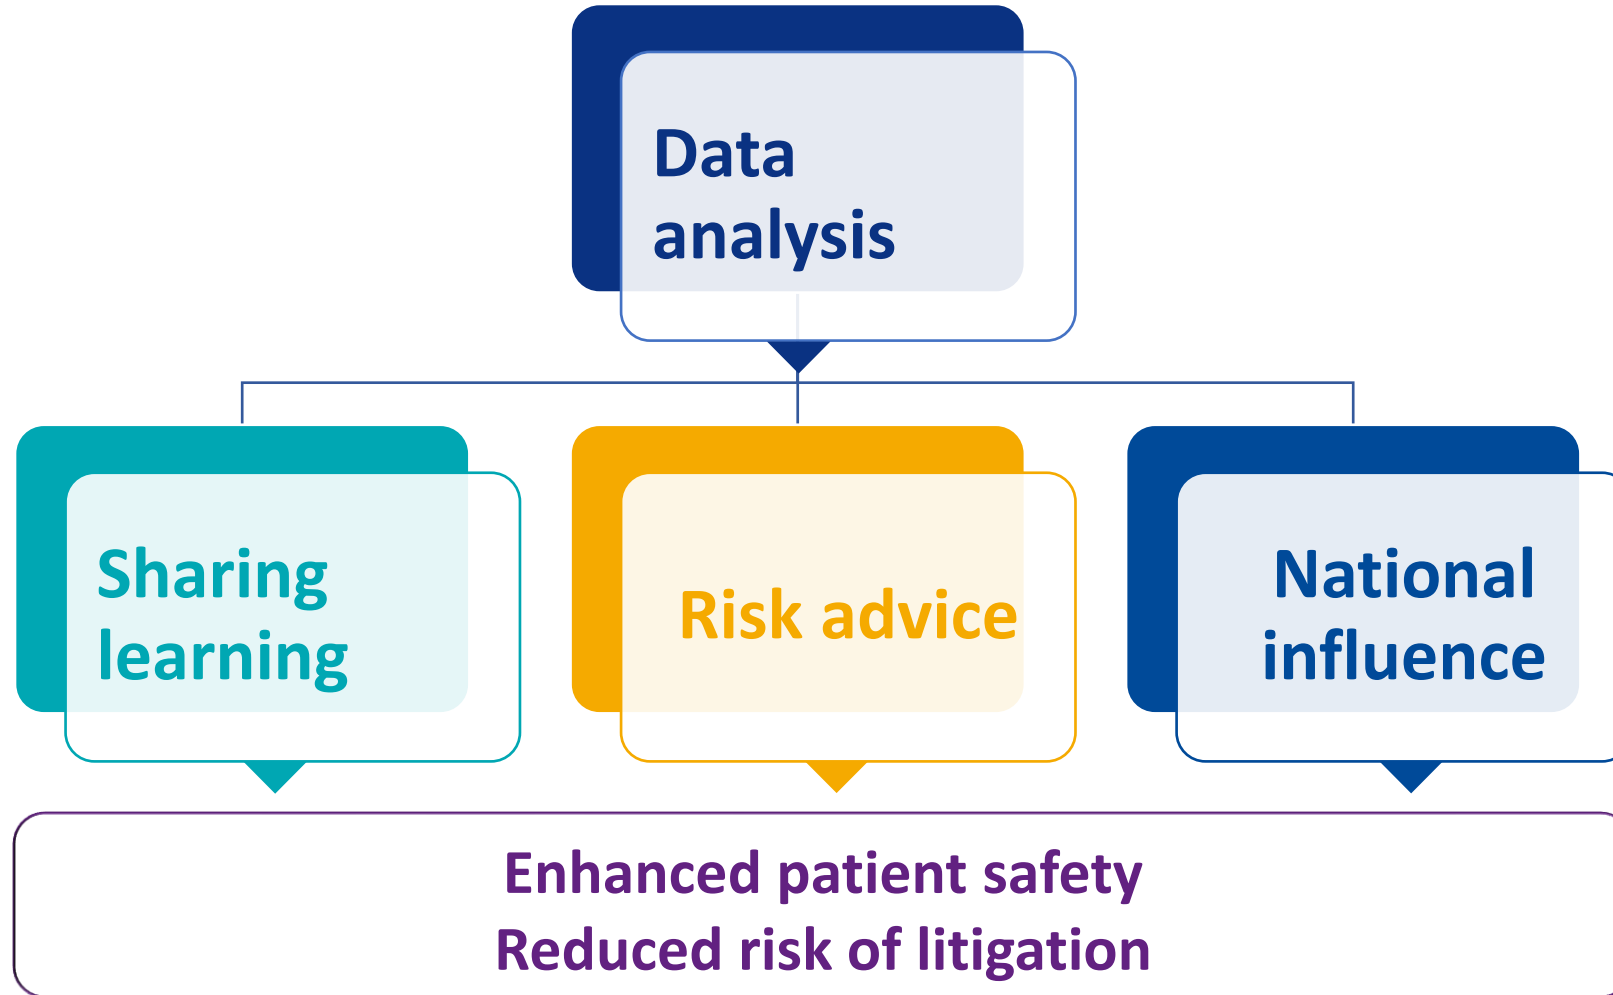 Data
analysis
Sharing
learning
Risk advice
National
influence
Enhanced patient safety
Reduced risk of litigation